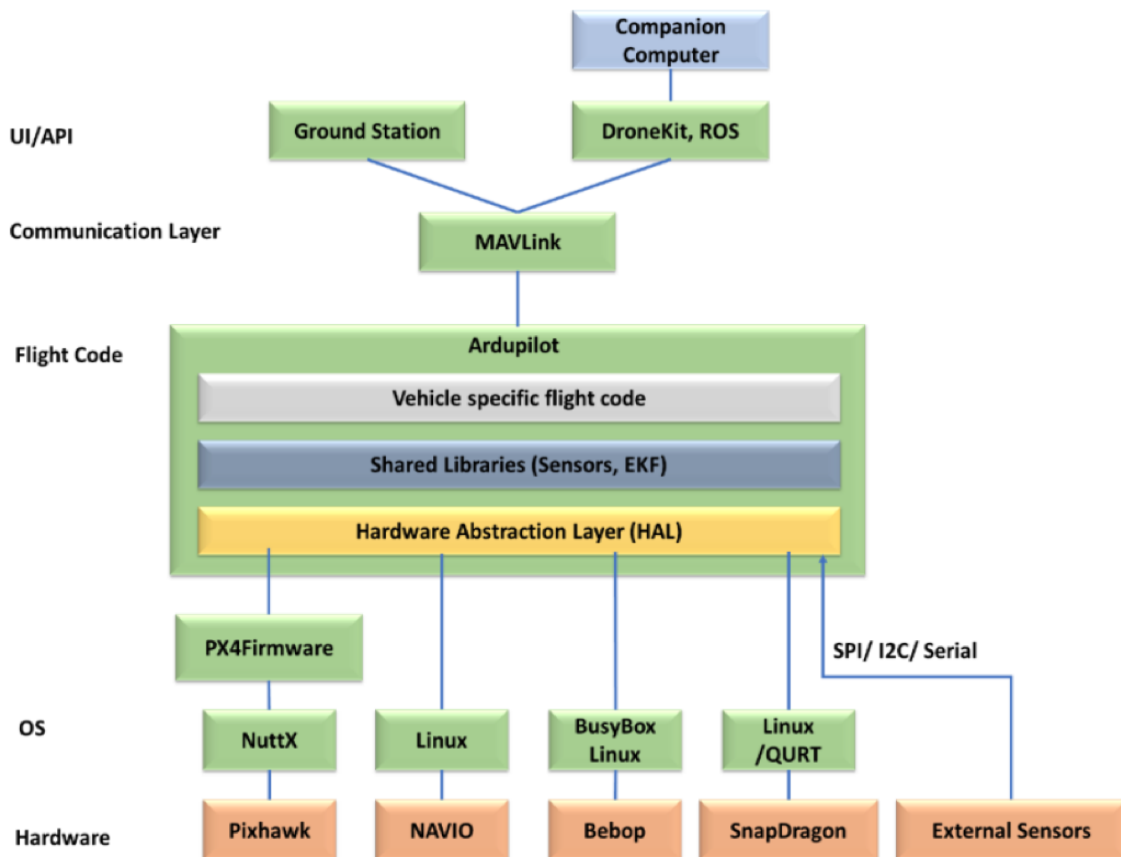 Companion
Computer
UI/API
Ground Station
DroneKit, ROS
Communication Layer
MAVLink
Flight Code
Ardupilot
Vehicle specific flight code
Shared Libraries (Sensors, EKF)
Hardware Abstraction Layer (HAL)
PX4Firmware
SPI/ I2C/ Serial
OS
NuttX
Linux
BusyBox
Linux
Linux
/QURT
Hardware
Pixhawk
NAVIO
Bebop
SnapDragon
External Sensors